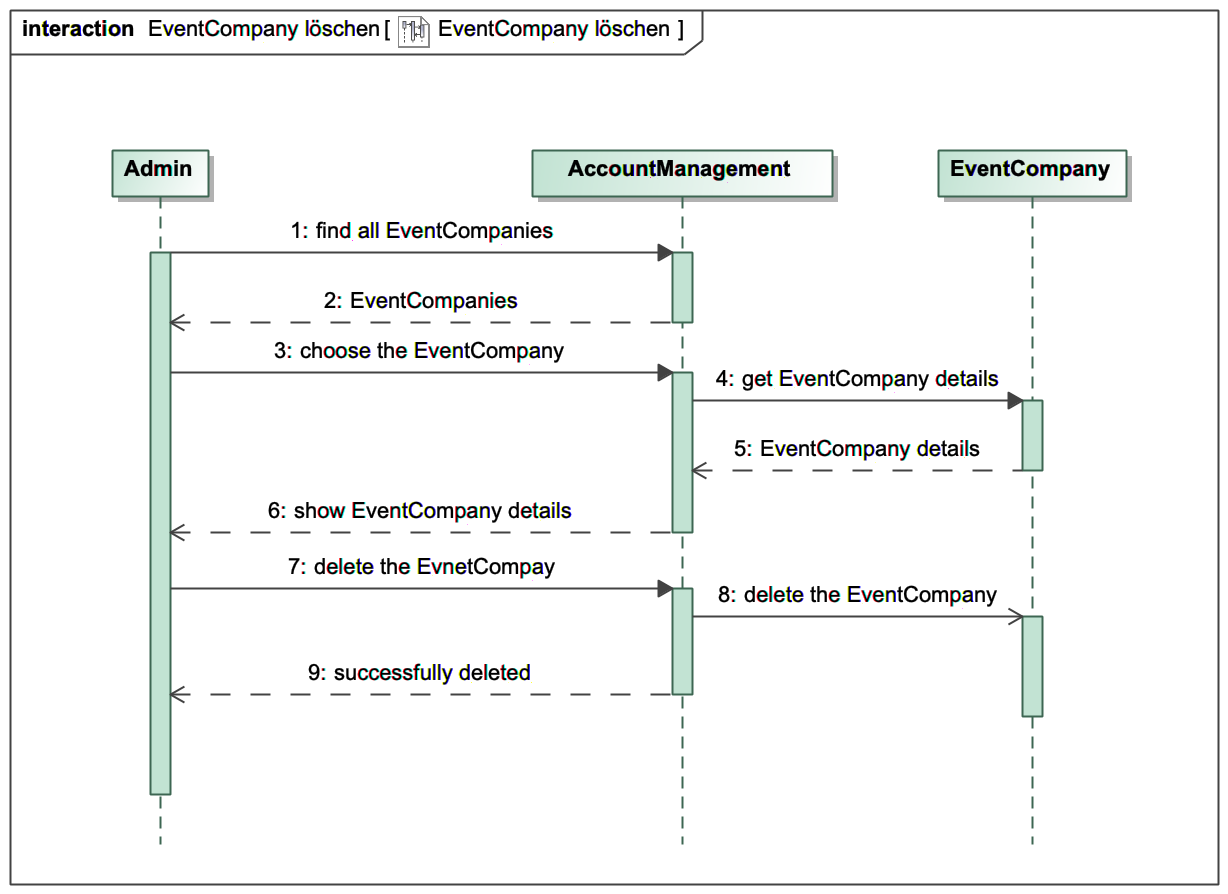 interaction EventCompany löschen [ EventCompany löschen ]
Admin
AccountManagement
EventCompany
1: find all EventCompanies
2: EventCompanies
3: choose the EventCompany
4: get EventCompany details
5: EventCompany details
6: show EventCompany details
7: delete the EvnetCompay
8: delete the EventCompany
9: successfully deleted